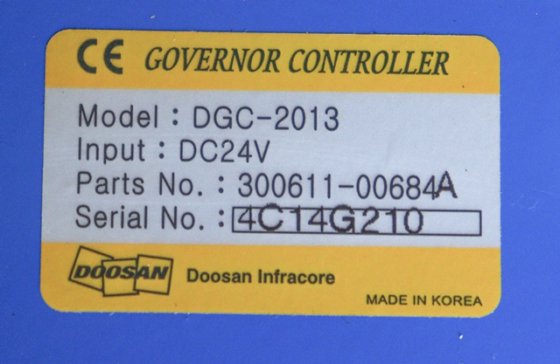 CE GOVERNOR CONTROLLER
Model : DGC-2013
Input : DC24V
Parts No. : 300611-00684A
Serial No. : 4C14G210
DOOSAN Doosan Infracore
MADE IN KOREA